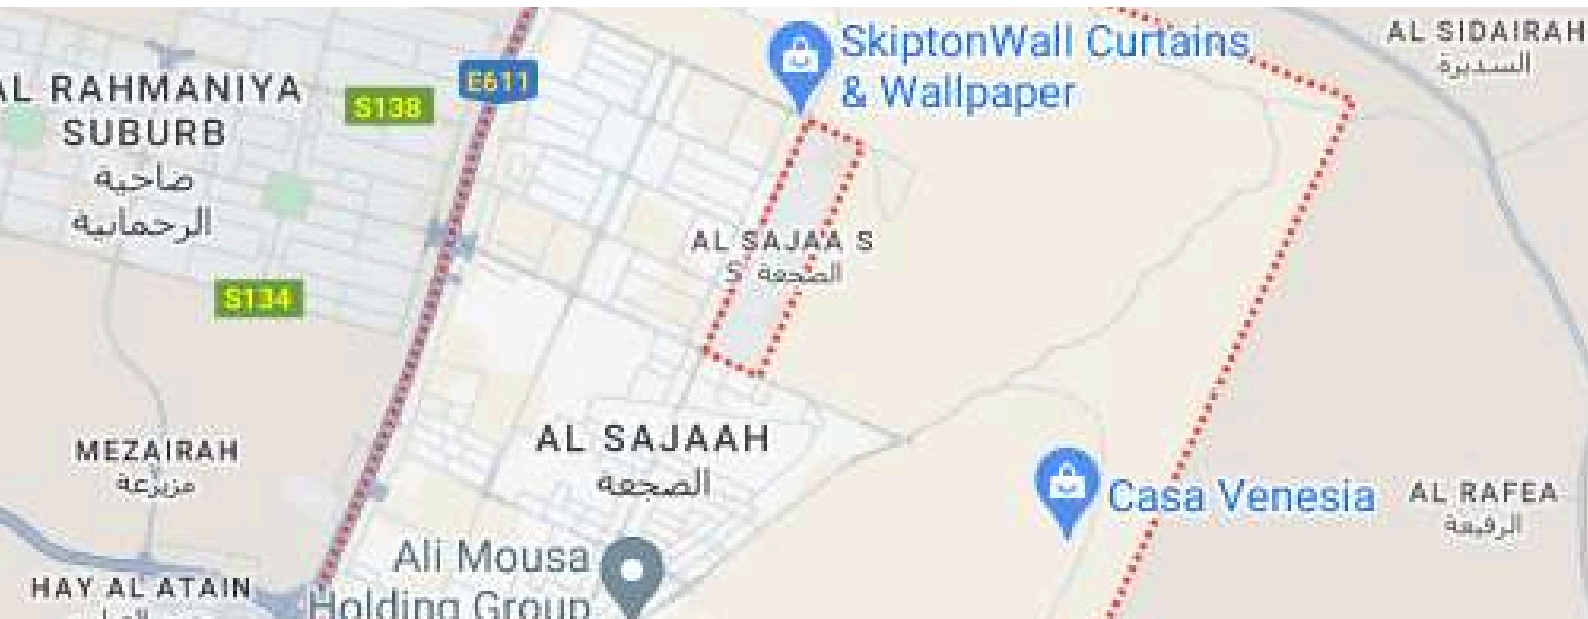 SkiptonWall Curtains
& Wallpaper
AL SIDAIRAH
السديرة
E611
S138
AL RAHMANIYA
SUBURB
ضاحية
الرحمانية
AL SAJAA S
S الصجعة
S134
AL SAJAAH
الصجعة
MEZAIRAH
مزيرعة
Casa Venesia
AL RAFEA
الرفيعة
Ali Mousa
Holding Group
HAY AL ATAIN